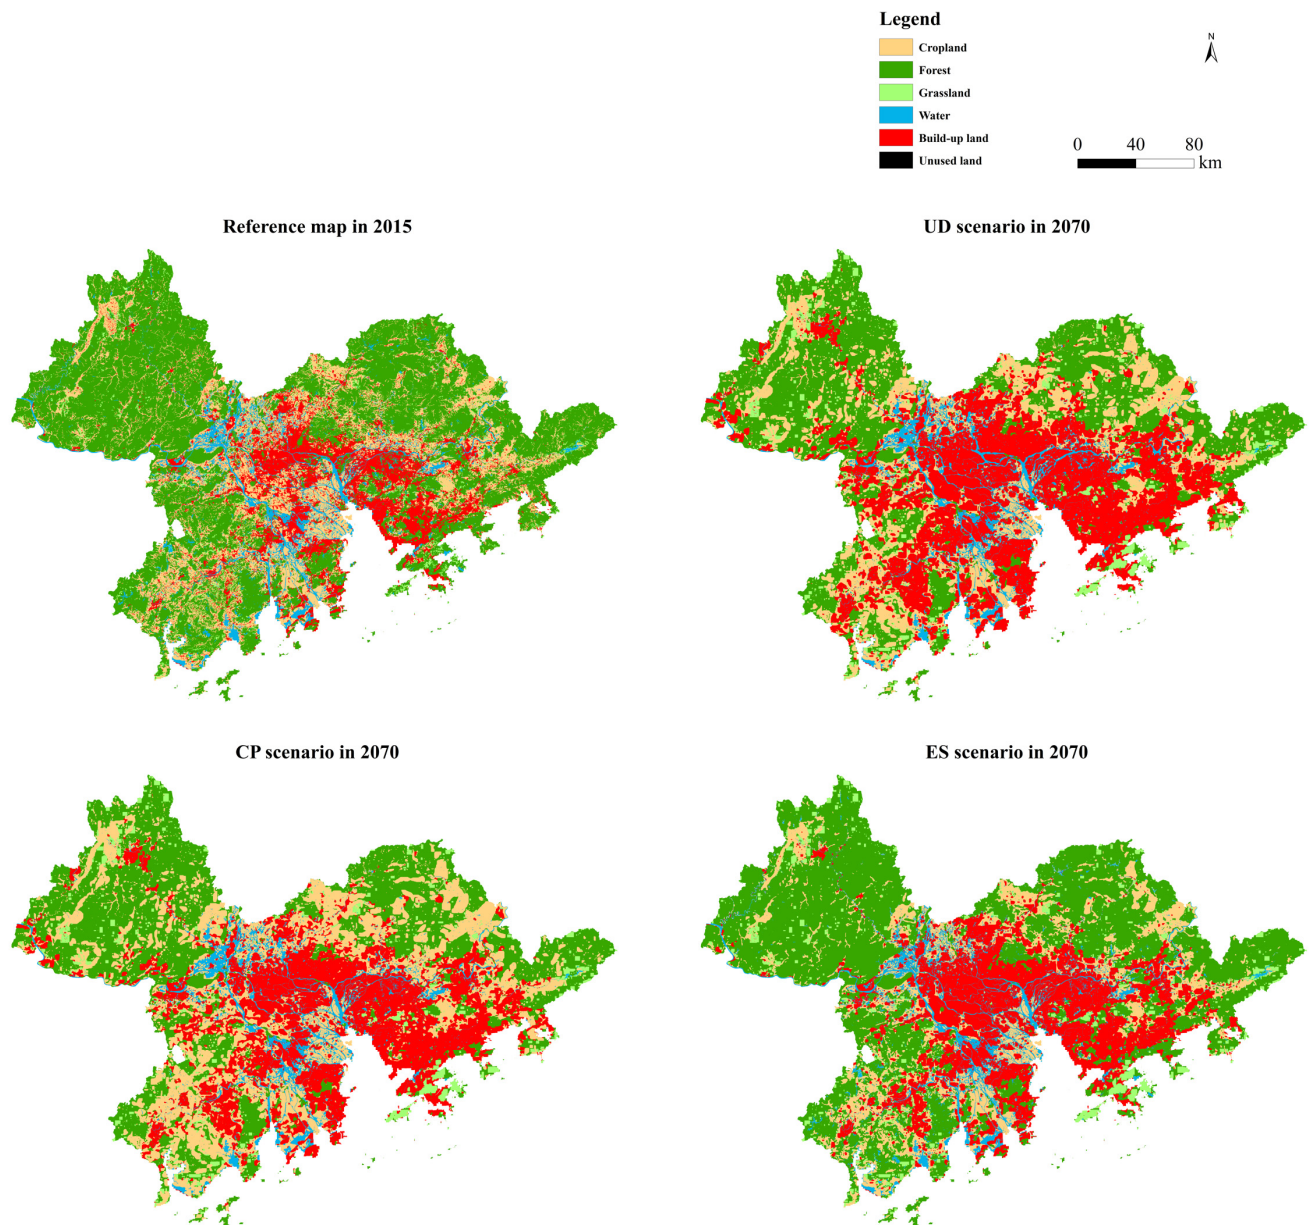 Legend
Cropland
Forest
Grassland
Water
Build-up land
Unused land
N
0 40 80
km
Reference map in 2015
UD scenario in 2070
CP scenario in 2070
ES scenario in 2070